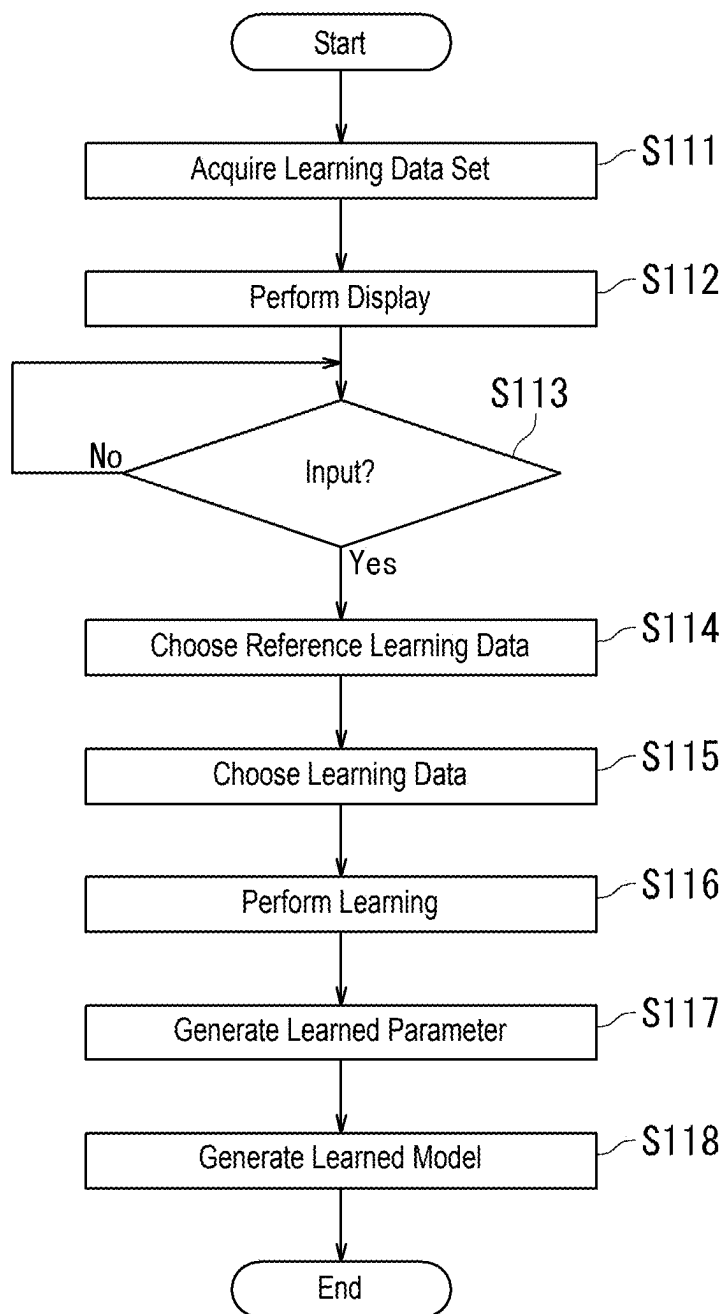 Start
Acquire Learning Data Set
S111
Perform Display
S112
S113
No
Input?
Yes
Choose Reference Learning Data
S114
Choose Learning Data
S115
Perform Learning
S116
Generate Learned Parameter
S117
Generate Learned Model
S118
End